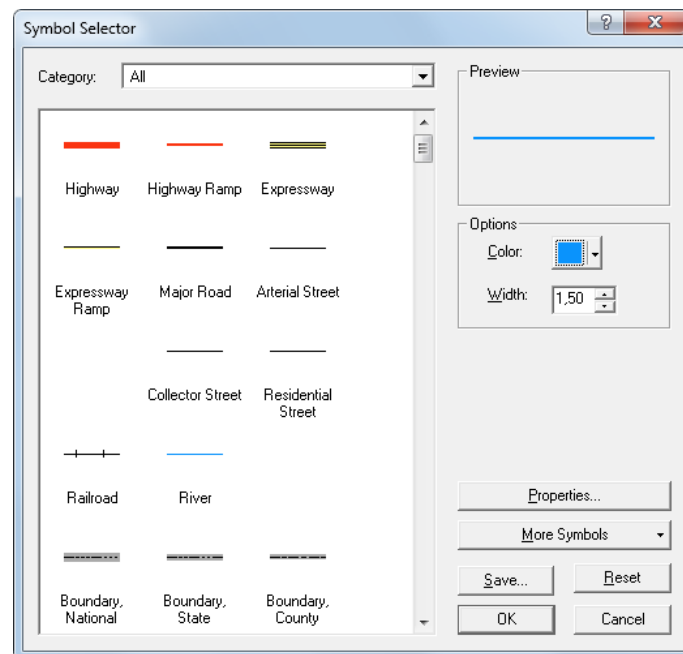 Symbol Selector
?
Category:
All
Highway
Highway Ramp
Expressway
Expressway
Ramp
Major Road
Arterial Street
Collector Street
Residential
Street
Railroad
River
Boundary,
National
Boundary,
State
Boundary,
County
Preview
Options
Color:
Width:
1,50
Properties...
More Symbols
Save...
Reset
OK
Cancel